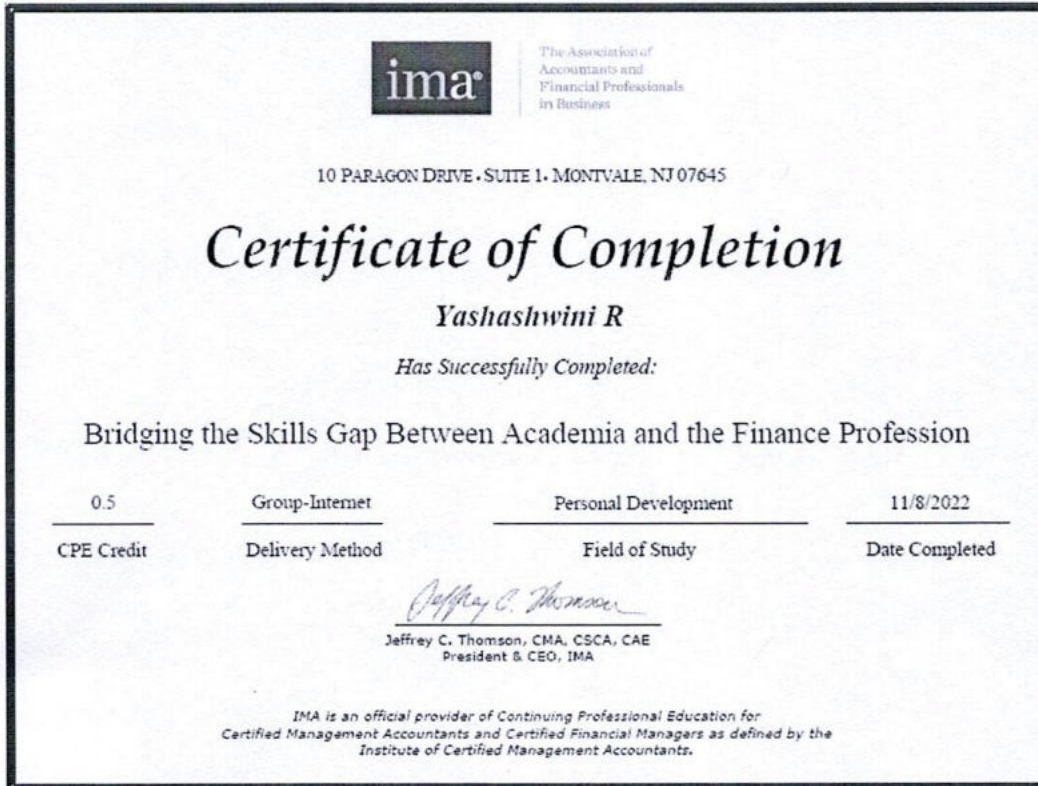 ima®
The Association of
Accountants and
Financial Professionals
in Business
10 PARAGON DRIVE • SUITE 1 • MONTVALE, NJ 07645
Certificate of Completion
Yashashwini R
Has Successfully Completed:
Bridging the Skills Gap Between Academia and the Finance Profession
0.5 Group-Internet Personal Development 11/8/2022
CPE Credit Delivery Method Field of Study Date Completed
Jeffrey C. Thomson
Jeffrey C. Thomson, CMA, CSCA, CAE
President & CEO, IMA
IMA is an official provider of Continuing Professional Education for
Certified Management Accountants and Certified Financial Managers as defined by the
Institute of Certified Management Accountants.